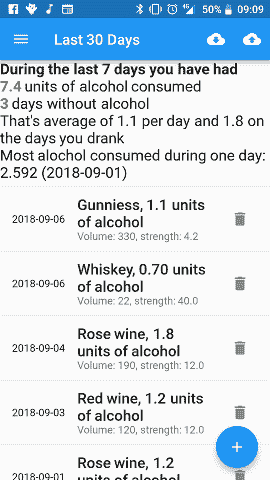 50% 09:09
Last 30 Days
During the last 7 days you have had
7.4 units of alcohol consumed
3 days without alcohol
That's average of 1.1 per day and 1.8 on
the days you drank
Most alochol consumed during one day:
2.592 (2018-09-01)
2018-09-06
Gunniess, 1.1 units
of alcohol
Volume: 330, strength: 4.2
2018-09-06
Whiskey, 0.70 units
of alcohol
Volume: 22, strength: 40.0
2018-09-04
Rose wine, 1.8
units of alcohol
Volume: 190, strength: 12.0
2018-09-03
Red wine, 1.2 units
of alcohol
Volume: 120, strength: 12.0
2018-09-01
Rose wine, 1.2